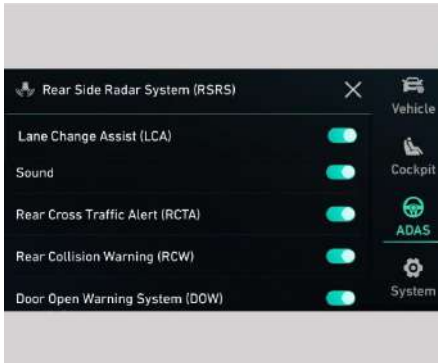 Rear Side Radar System (RSRS)
Vehicle
Lane Change Assist (LCA)
Sound
Cockpit
Rear Cross Traffic Alert (RCTA)
ADAS
Rear Collision Warning (RCW)
System
Door Open Warning System (DOW)